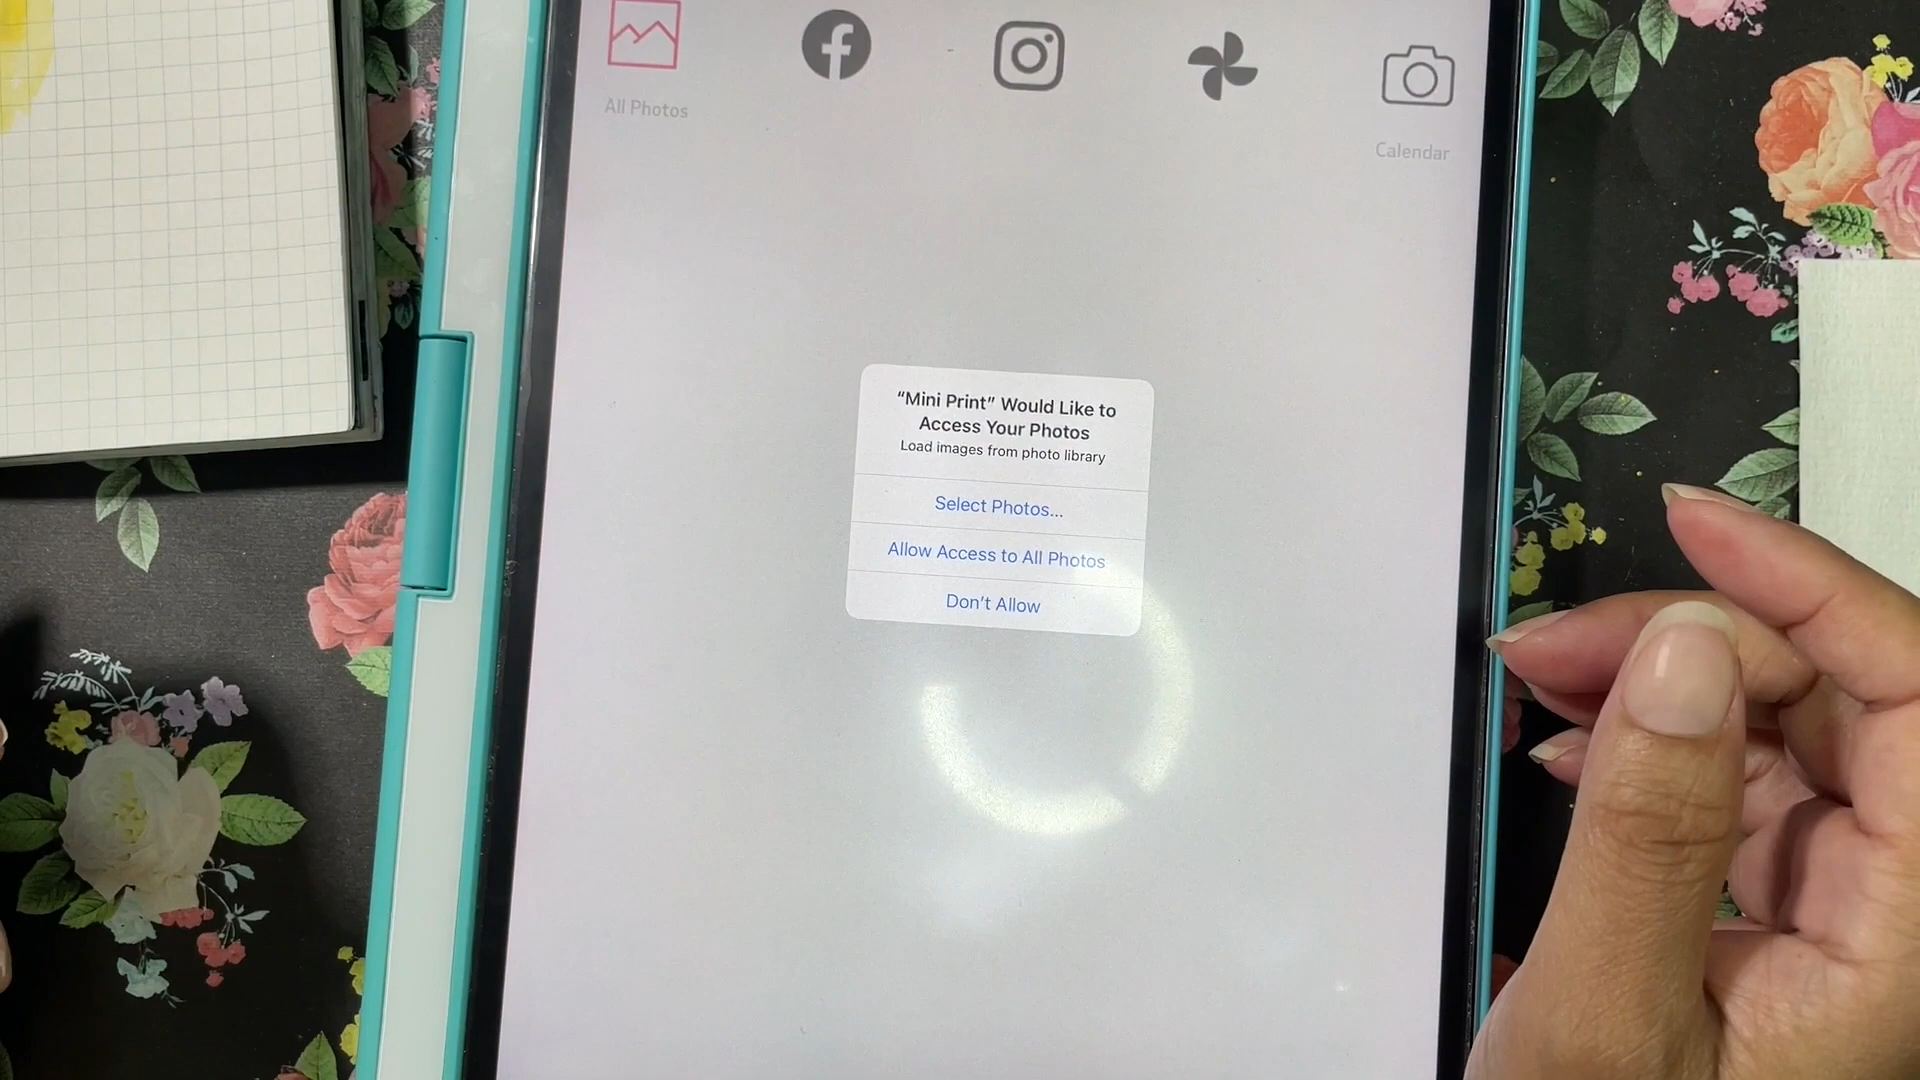 All Photos
Calendar
“Mini Print” Would Like to
Access Your Photos
Load images from photo library
Select Photos...
Allow Access to All Photos
Don’t Allow